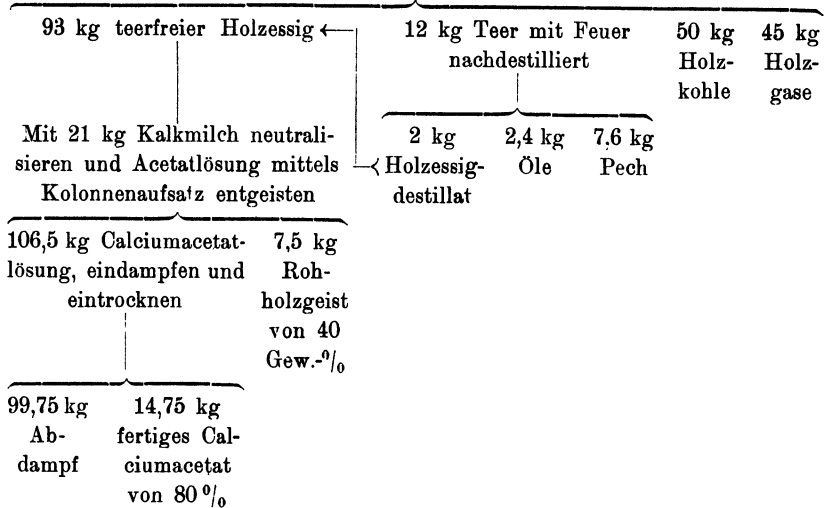 93 kg teerfreier Holzessig
12 kg Teer mit Feuer
nachdestilliert
50 kg
Holz-
kohle
45 kg
Holz-
gase
Mit 21 kg Kalkmilch neutrali-
sieren und Acetatlösung mittels
Kolonnenaufsatz entgeisten
2 kg
Holzessig-
destillat
2,4 kg
Öle
7,6 kg
Pech
106,5 kg Calciumacetat-
lösung, eindampfen und
eintrocknen
7,5 kg
Roh-
holzgeist
von 40
Gew.-%
99,75 kg
Ab-
dampf
14,75 kg
fertiges Cal-
ciumacetat
von 80 %